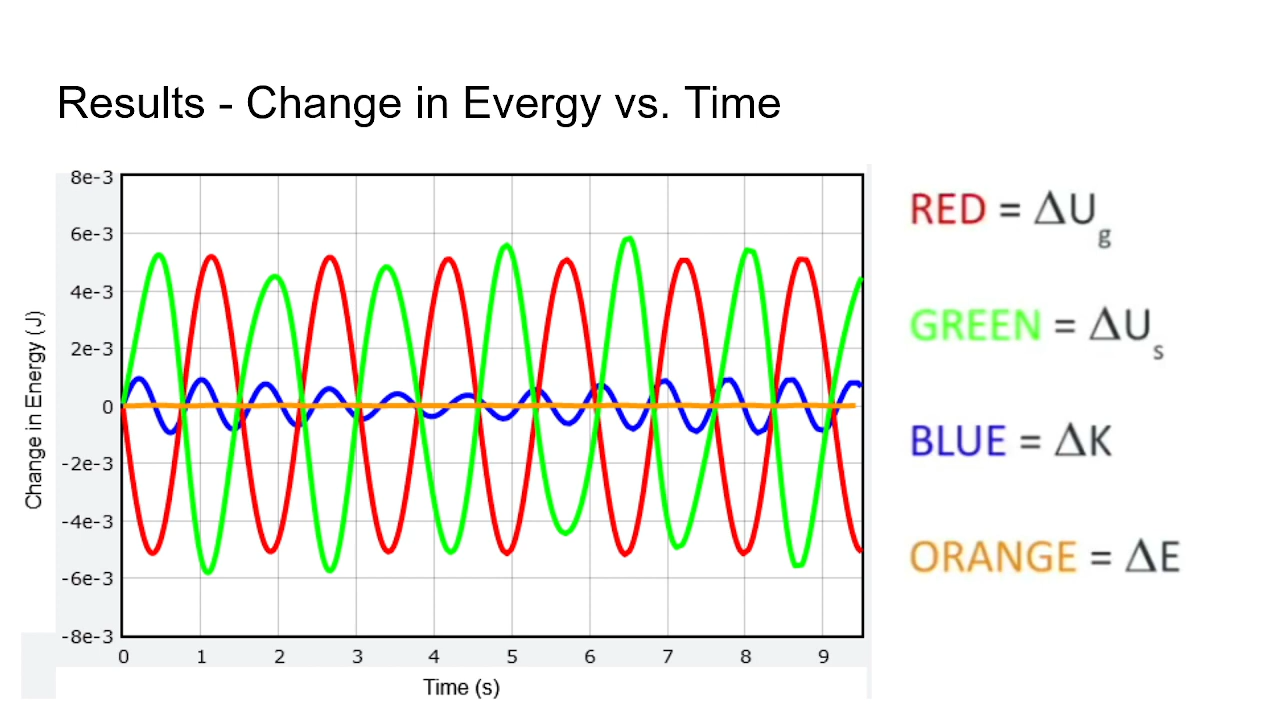 Results - Change in Evergy vs. Time
8e-3
6e-3
4e-3
2e-3
0
-2e-3
-4e-3
-6e-3
-8e-3
Change in Energy (J)
0 1 2 3 4 5 6 7 8 9
Time (s)
RED = ΔUg
GREEN = ΔUs
BLUE = ΔK
ORANGE = ΔE